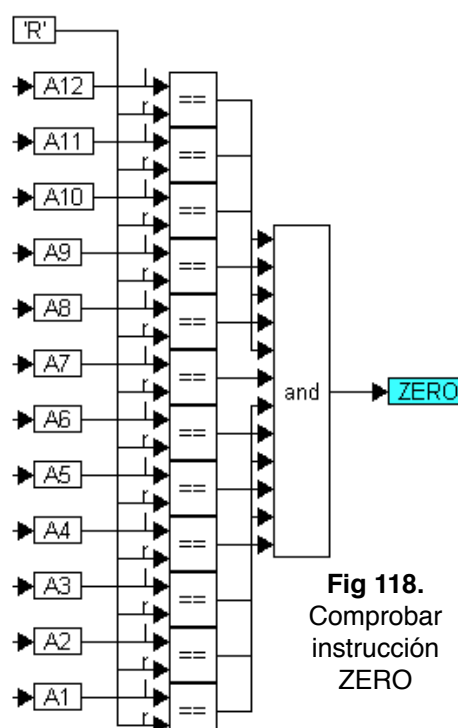 'R'
l
A12
==
r
l
A11
==
r
l
A10
==
r
l
A9
==
r
l
A8
==
r
l
A7
==
r
l
A6
==
r
l
A5
==
r
l
A4
==
r
l
A3
==
r
l
A2
==
r
l
A1
==
r
and
ZERO
Fig 118.
Comprobar
instrucción
ZERO